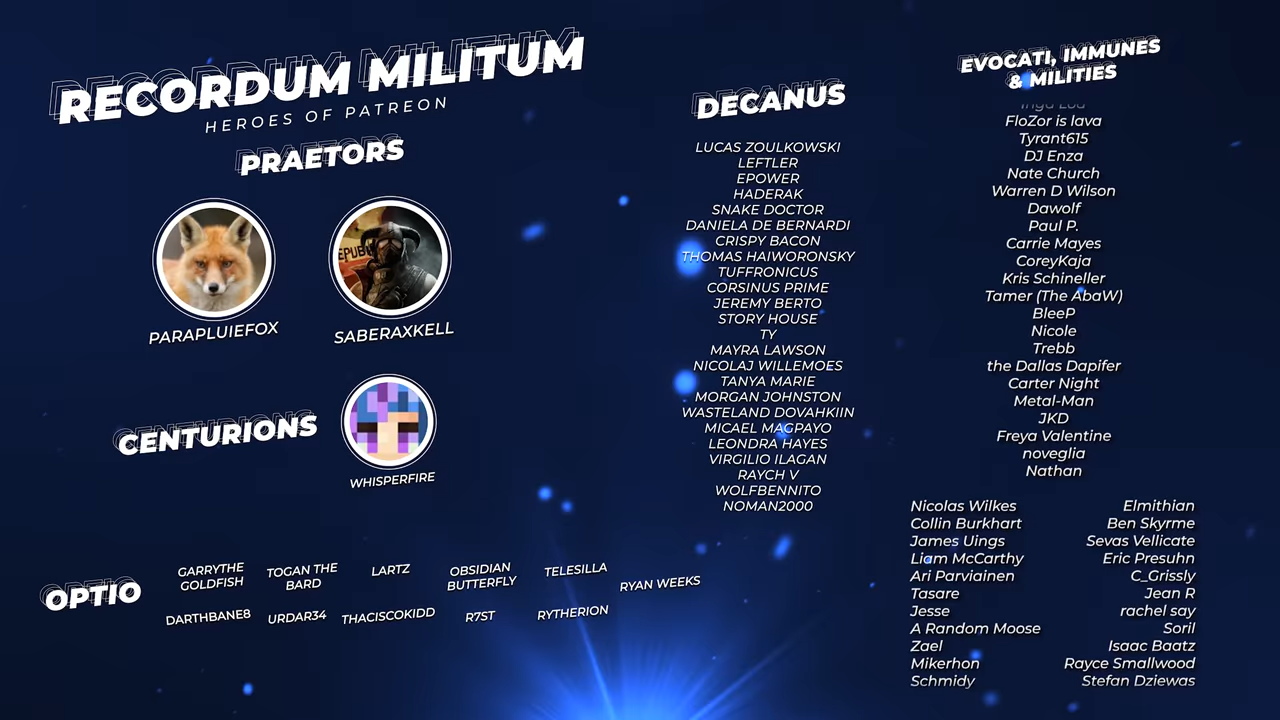 RECORDUM MILITUM
HEROES OF PATREON
PRAETORS
PARAPLUIEFOX
SABERAXKELL
CENTURIONS
WHISPERFIRE
OPTIO
GARRYTHE
GOLDFISH
TOGAN THE
BARD
LARTZ
OBSIDIAN
BUTTERFLY
TELESILLA
RYAN WEEKS
DARTHBANE8
URDAR34
THACISCOKIDD
R7ST
RYTHERION
DECANUS
LUCAS ZOULKOWSKI
LEFTLER
EPOWER
HADERAK
SNAKE DOCTOR
DANIELA DE BERNARDI
CRISPY BACON
THOMAS HAIWORONSKY
TUFFRONICUS
CORSINUS PRIME
JEREMY BERTO
STORY HOUSE
TY
MAYRA LAWSON
NICOLAJ WILLEMOES
TANYA MARIE
MORGAN JOHNSTON
WASTELAND DOVAHKIIN
MICAEL MAGPAYO
LEONDRA HAYES
VIRGILIO ILAGAN
RAYCH V
WOLFBENNITO
NOMAN2000
EVOCATI, IMMUNES
& MILITIES
FloZor is lava
Tyrant615
DJ Enza
Nate Church
Warren D Wilson
Dawolf
Paul P.
Carrie Mayes
CoreyKaja
Kris Schineller
Tamer (The AbaW)
BleeP
Nicole
Trebb
the Dallas Dapifer
Carter Night
Metal-Man
JKD
Freya Valentine
noveglia
Nathan
Nicolas Wilkes
Collin Burkhart
James Uings
Liam McCarthy
Ari Parviainen
Tasare
Jesse
A Random Moose
Zael
Mikerhon
Schmidy
Elmithian
Ben Skyrme
Sevas Vellicate
Eric Presuhn
C_Grissly
Jean R
rachel say
Soril
Isaac Baatz
Rayce Smallwood
Stefan Dziewas